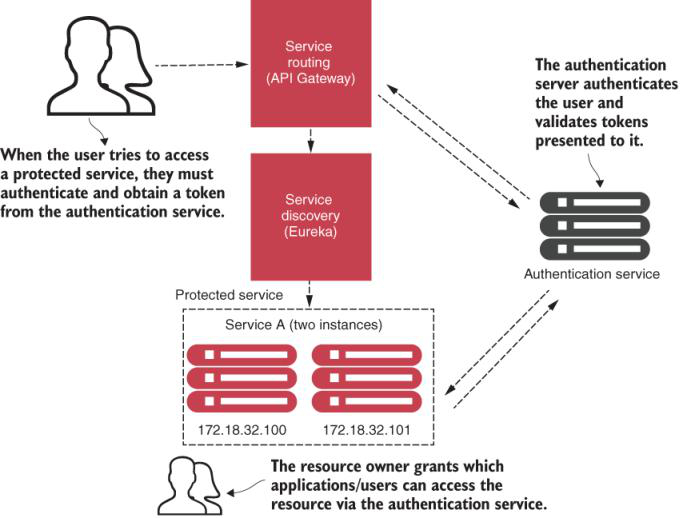 Service
routing
(API Gateway)
The authentication
server authenticates
the user and
validates tokens
presented to it.
When the user tries to access
a protected service, they must
authenticate and obtain a token
from the authentication service.
Service
discovery
(Eureka)
Authentication service
Protected service
Service A (two instances)
172.18.32.100
172.18.32.101
The resource owner grants which
applications/users can access the
resource via the authentication service.